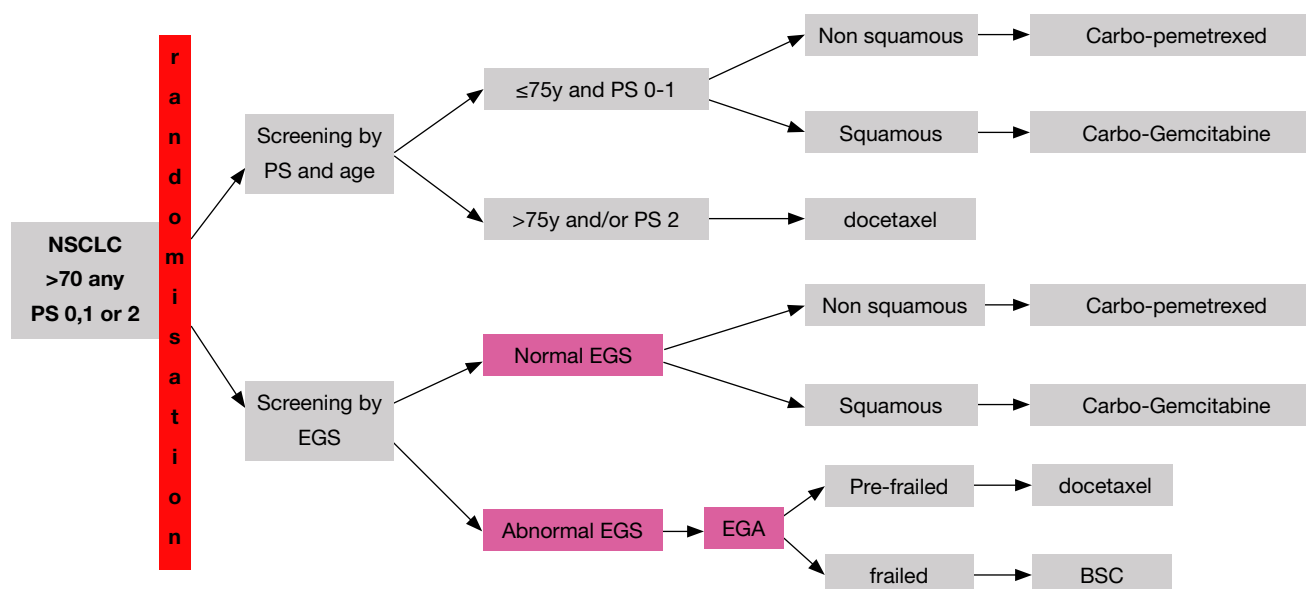 NSCLC
>70 any
PS 0,1 or 2
randomisation
Screening by
PS and age
≤75y and PS 0-1
Non squamous
Carbo-pemetrexed
Squamous
Carbo-Gemcitabine
>75y and/or PS 2
docetaxel
Screening by
EGS
Normal EGS
Non squamous
Carbo-pemetrexed
Squamous
Carbo-Gemcitabine
Abnormal EGS
EGA
Pre-frailed
docetaxel
frailed
BSC